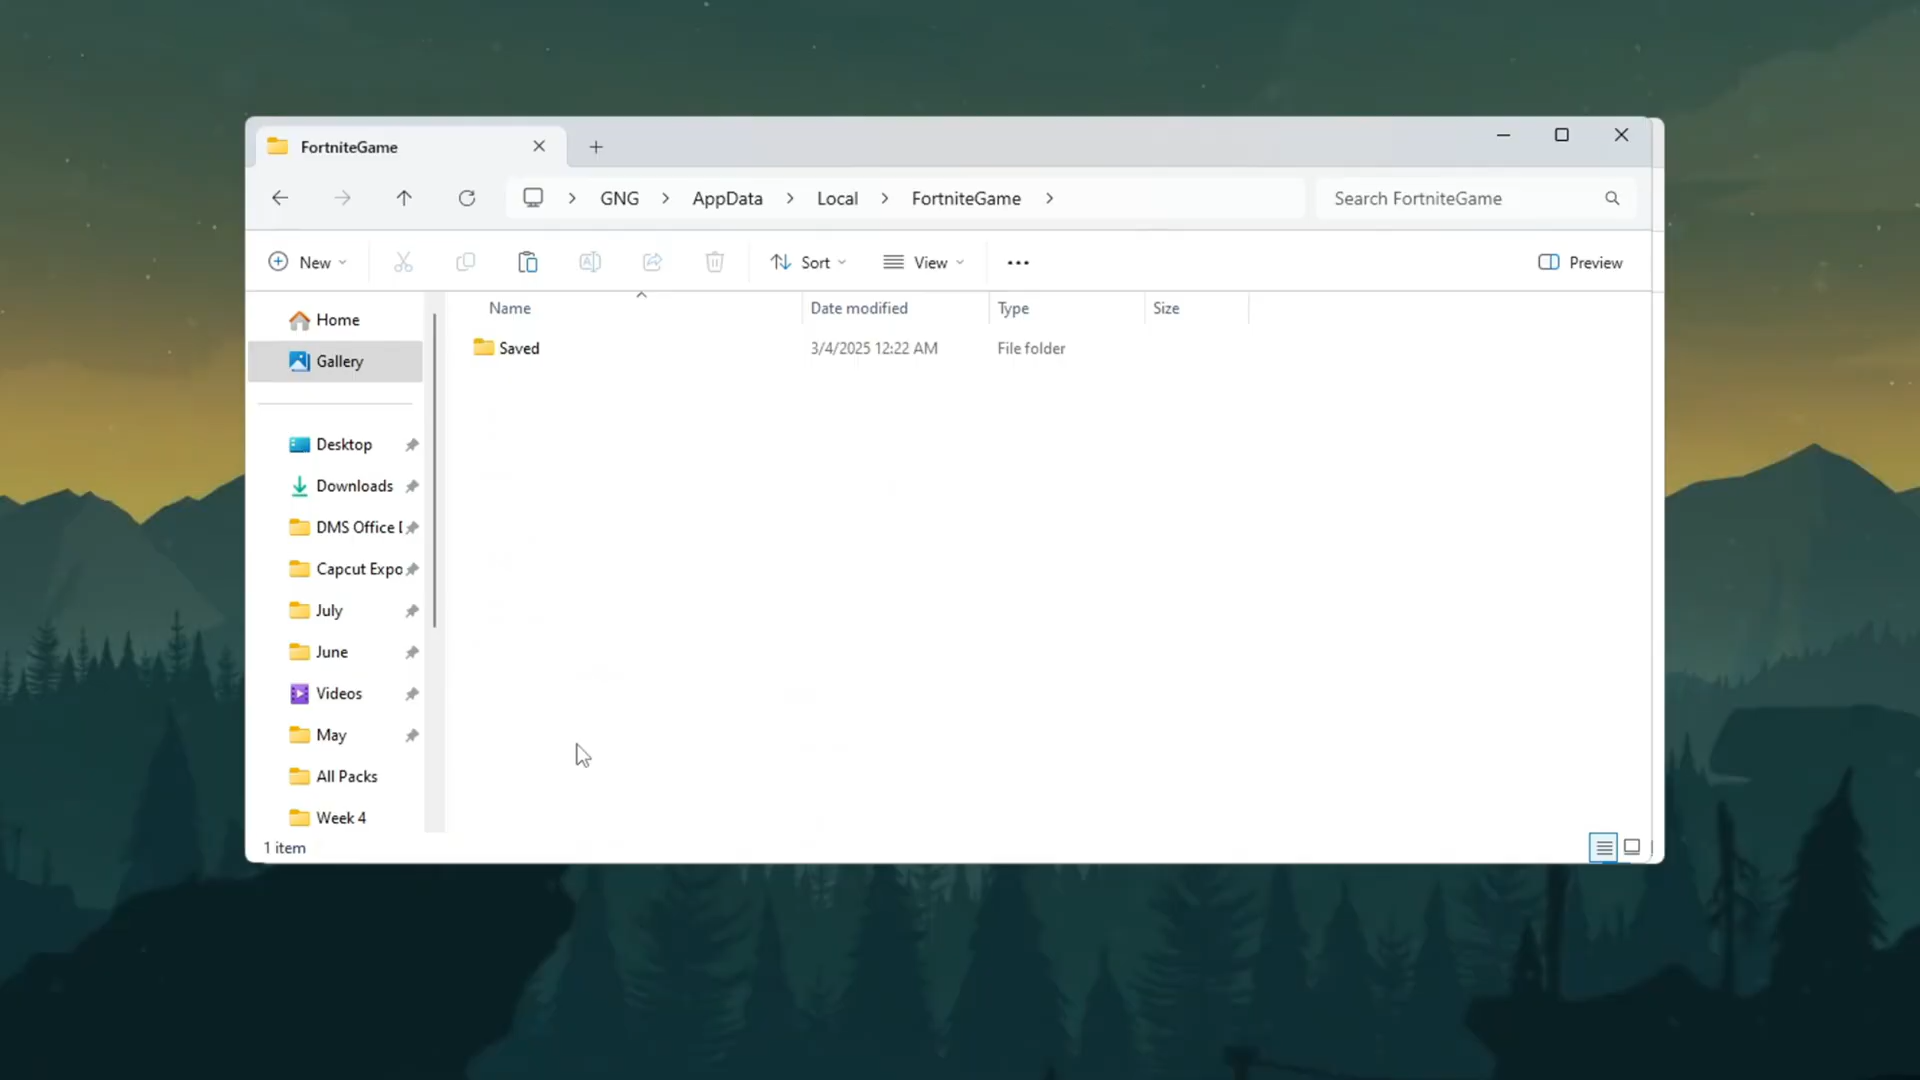 FortniteGame
GNG > AppData > Local > FortniteGame >
Search FortniteGame
New
Sort
View
Preview
Name
Date modified
Type
Size
Home
Saved
3/4/2025 12:22 AM
File folder
Gallery
Desktop
Downloads
DMS Office
Capcut Expo
July
June
Videos
May
All Packs
Week 4
1 item